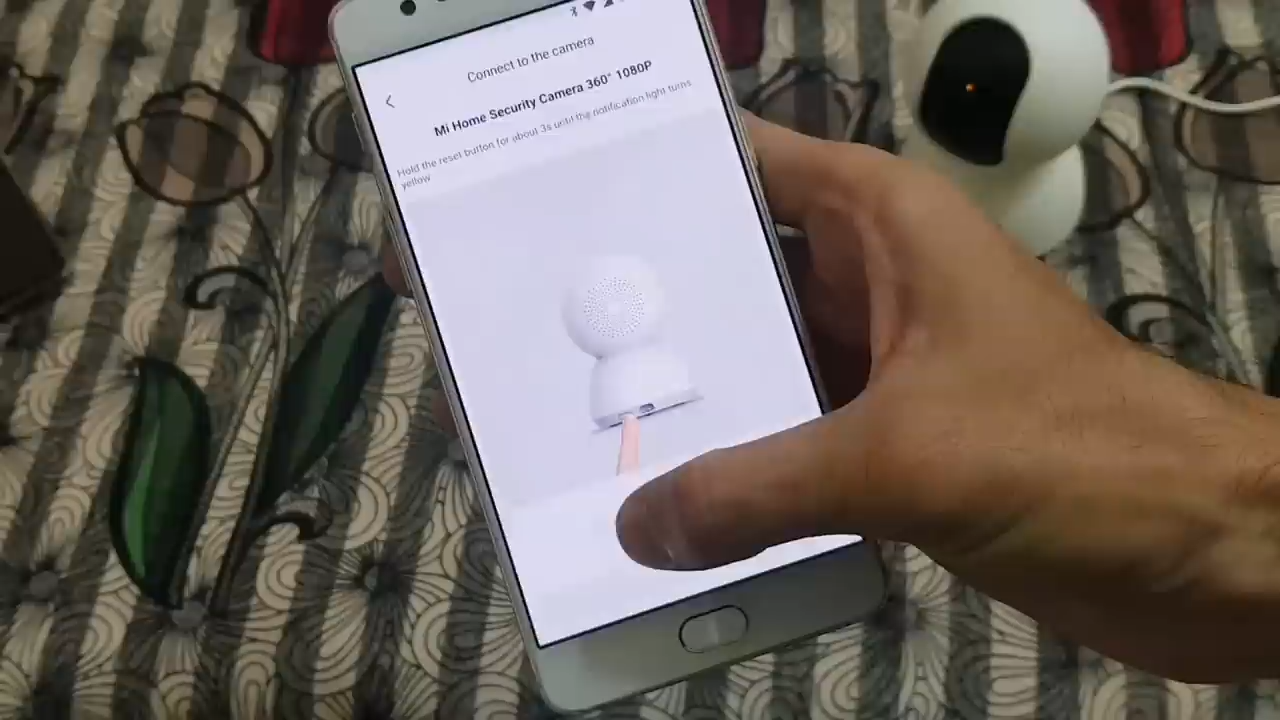 Connect to the camera
Mi Home Security Camera 360° 1080P
Hold the reset button for about 3s until the notification light turns
yellow